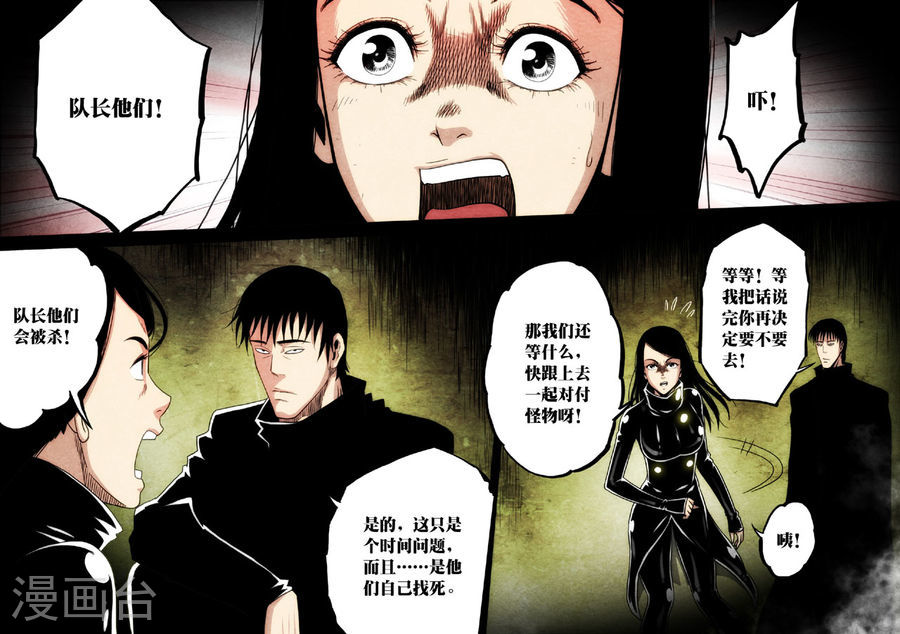 队长他们！
吓！
队长他们
会被杀！
是的，这只是
个时间问题，
而且……是他
们自己找死。
那我们还
等什么，
快跟上去
一起对付
怪物呀！
等等！等
我把话说
完你再决
定要不要
去！
咦！
漫画台